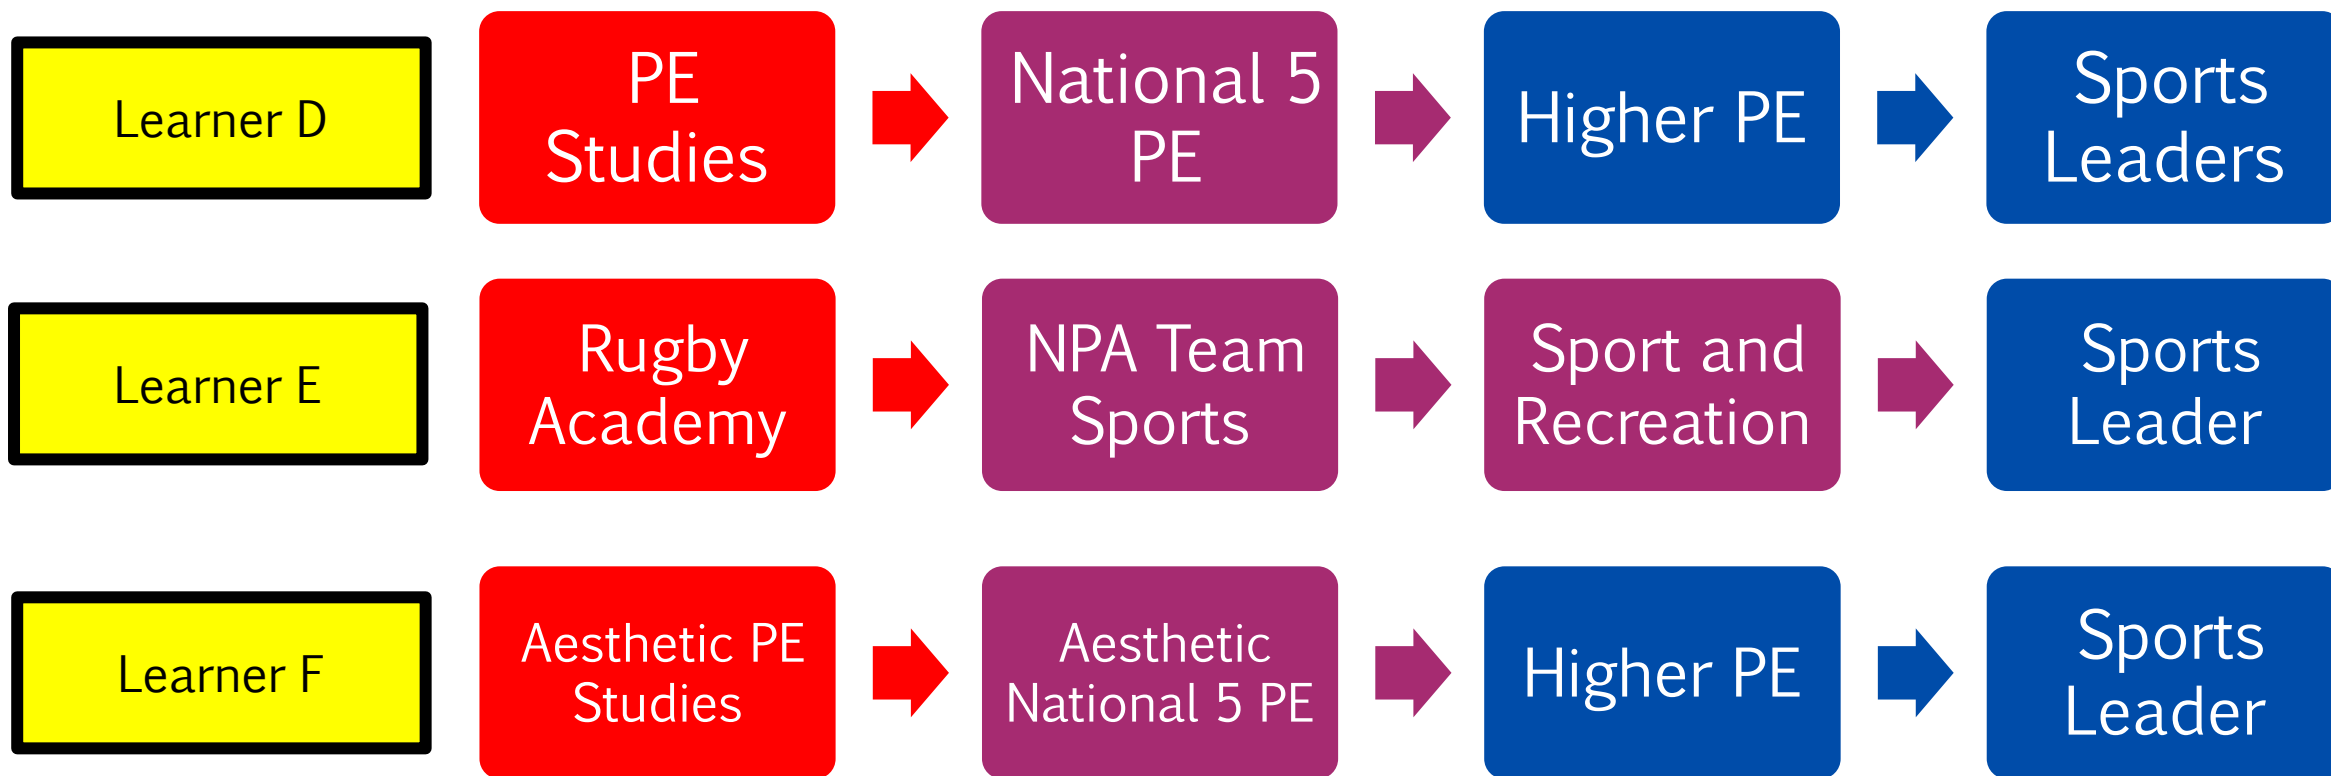 Learner D
PE
Studies
National 5
PE
Higher PE
Sports
Leaders
Learner E
Rugby
Academy
NPA Team
Sports
Sport and
Recreation
Sports
Leader
Learner F
Aesthetic PE
Studies
Aesthetic
National 5 PE
Higher PE
Sports
Leader